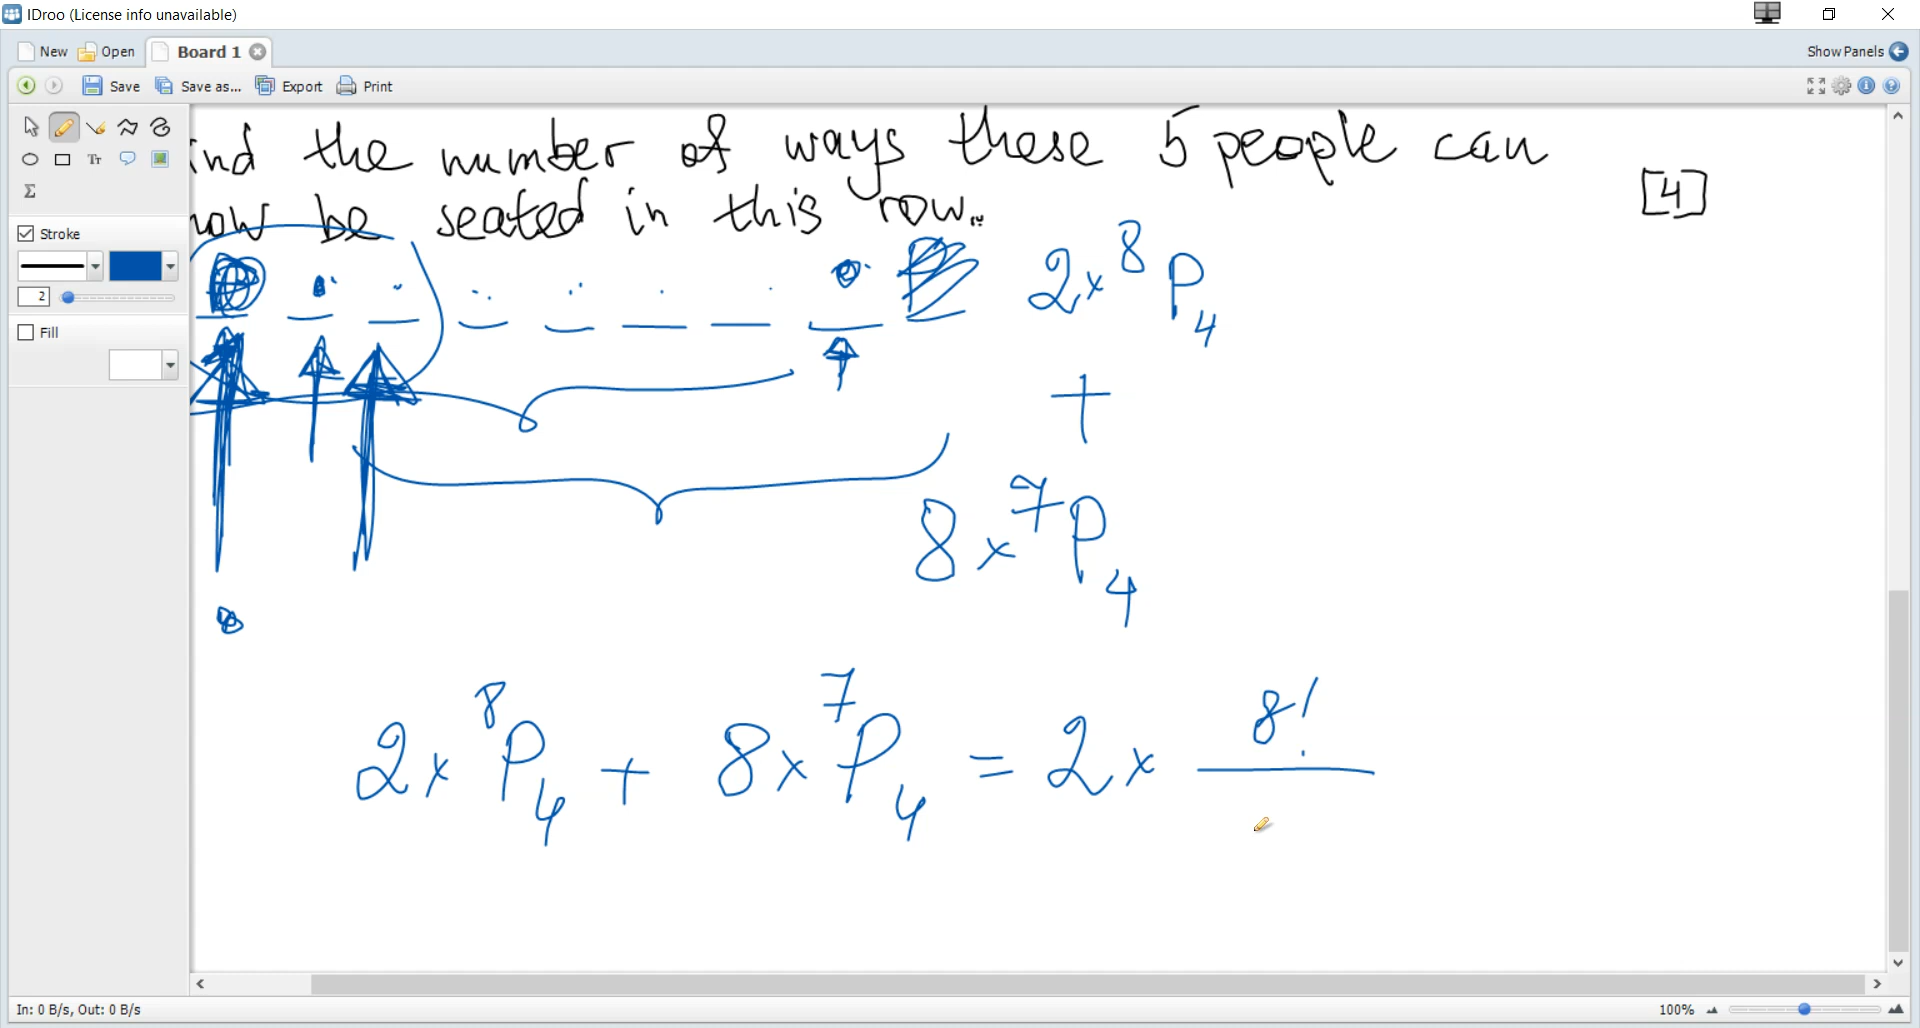 IDroo (License info unavailable)
New Open Board 1 Show Panels
Save Save as... Export Print
ind the number of ways these 5 people can
now be seated in this row. [4]
Tr
Σ
Stroke
2
Fill
2 x ⁸P₄
+
8 x ⁷P₄
2 x ⁸P₄ + 8 x ⁷P₄ = 2 x 8!
In: 0 B/s, Out: 0 B/s 100%